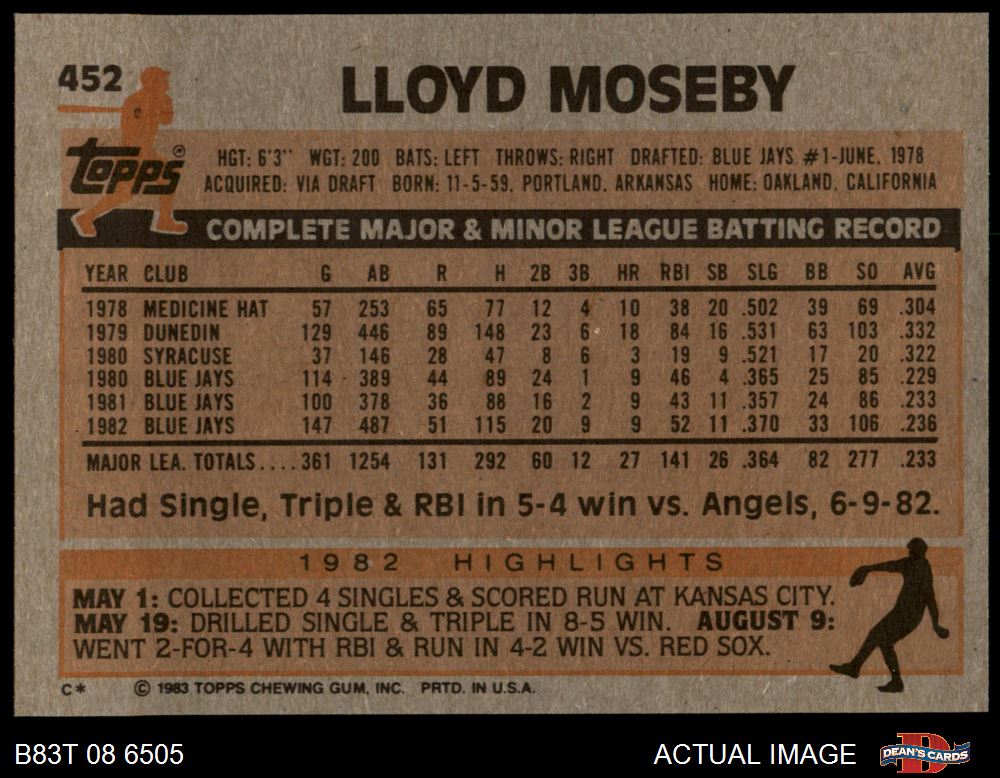 452
LLOYD MOSEBY
topps®
HGT: 6'3'' WGT: 200 BATS: LEFT THROWS: RIGHT DRAFTED: BLUE JAYS #1-JUNE, 1978
ACQUIRED: VIA DRAFT BORN: 11-5-59, PORTLAND, ARKANSAS HOME: OAKLAND, CALIFORNIA
COMPLETE MAJOR & MINOR LEAGUE BATTING RECORD
YEAR CLUB G AB R H 2B 3B HR RBI SB SLG BB SO AVG
1978 MEDICINE HAT 57 253 65 77 12 4 10 38 20 .502 39 69 .304
1979 DUNEDIN 129 446 89 148 23 6 18 84 16 .531 63 103 .332
1980 SYRACUSE 37 146 28 47 8 6 3 19 9 .521 17 20 .322
1980 BLUE JAYS 114 389 44 89 24 1 9 46 4 .365 25 85 .229
1981 BLUE JAYS 100 378 36 88 16 2 9 43 11 .357 24 86 .233
1982 BLUE JAYS 147 487 51 115 20 9 9 52 11 .370 33 106 .236
MAJOR LEA. TOTALS.... 361 1254 131 292 60 12 27 141 26 .364 82 277 .233
Had Single, Triple & RBI in 5-4 win vs. Angels, 6-9-82.
1982 HIGHLIGHTS
MAY 1: COLLECTED 4 SINGLES & SCORED RUN AT KANSAS CITY.
MAY 19: DRILLED SINGLE & TRIPLE IN 8-5 WIN. AUGUST 9:
WENT 2-FOR-4 WITH RBI & RUN IN 4-2 WIN VS. RED SOX.
C* © 1983 TOPPS CHEWING GUM, INC. PRTD. IN U.S.A.
B83T 08 6505 ACTUAL IMAGE D DEAN'S CARDS